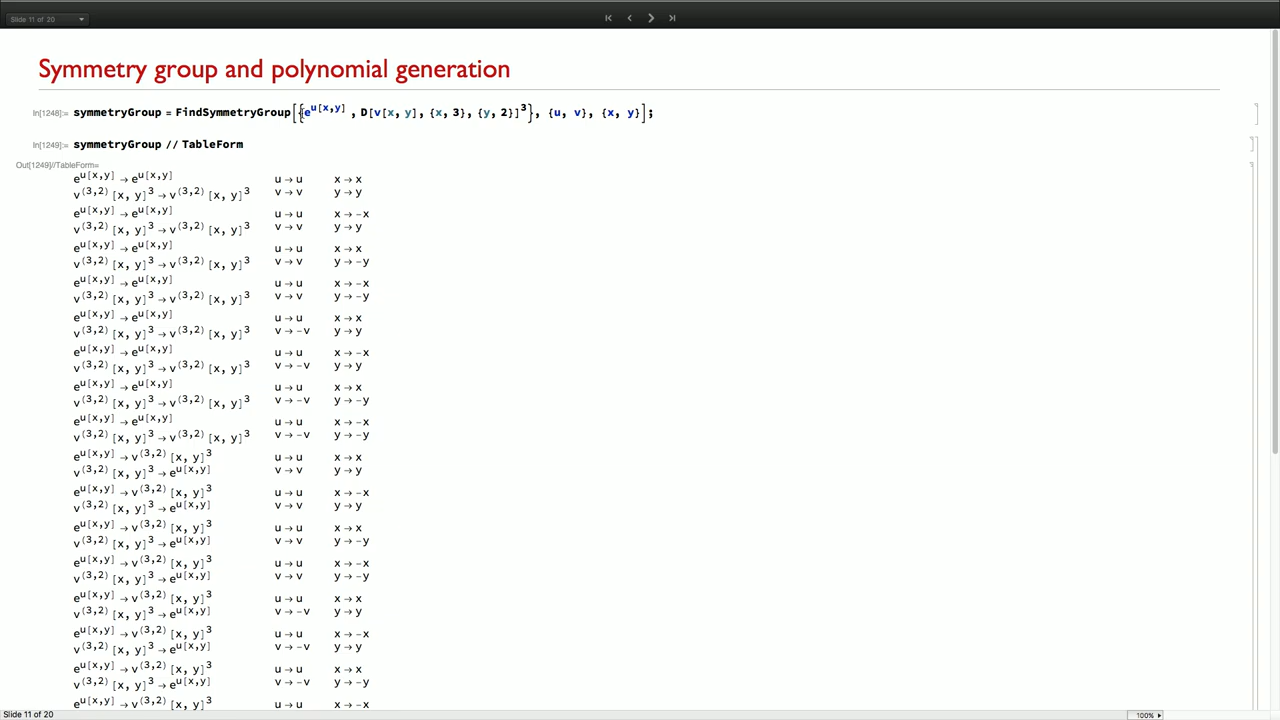 Slide 11 of 20
Symmetry group and polynomial generation
In[1248]:= symmetryGroup = FindSymmetryGroup[{e^u[x,y] , D[v[x, y], {x, 3}, {y, 2}]^3}, {u, v}, {x, y}];
In[1249]:= symmetryGroup // TableForm
Out[1249]//TableForm=
e^u[x,y] → e^u[x,y] u → u x → x
v^(3,2) [x, y]^3 → v^(3,2) [x, y]^3 v → v y → y
e^u[x,y] → e^u[x,y] u → u x → -x
v^(3,2) [x, y]^3 → v^(3,2) [x, y]^3 v → v y → y
e^u[x,y] → e^u[x,y] u → u x → x
v^(3,2) [x, y]^3 → v^(3,2) [x, y]^3 v → v y → -y
e^u[x,y] → e^u[x,y] u → u x → -x
v^(3,2) [x, y]^3 → v^(3,2) [x, y]^3 v → v y → -y
e^u[x,y] → e^u[x,y] u → u x → x
v^(3,2) [x, y]^3 → v^(3,2) [x, y]^3 v → -v y → y
e^u[x,y] → e^u[x,y] u → u x → -x
v^(3,2) [x, y]^3 → v^(3,2) [x, y]^3 v → -v y → y
e^u[x,y] → e^u[x,y] u → u x → x
v^(3,2) [x, y]^3 → v^(3,2) [x, y]^3 v → -v y → -y
e^u[x,y] → e^u[x,y] u → u x → -x
v^(3,2) [x, y]^3 → v^(3,2) [x, y]^3 v → -v y → -y
e^u[x,y] → v^(3,2) [x, y]^3 u → u x → x
v^(3,2) [x, y]^3 → e^u[x,y] v → v y → y
e^u[x,y] → v^(3,2) [x, y]^3 u → u x → -x
v^(3,2) [x, y]^3 → e^u[x,y] v → v y → y
e^u[x,y] → v^(3,2) [x, y]^3 u → u x → x
v^(3,2) [x, y]^3 → e^u[x,y] v → v y → -y
e^u[x,y] → v^(3,2) [x, y]^3 u → u x → -x
v^(3,2) [x, y]^3 → e^u[x,y] v → v y → -y
e^u[x,y] → v^(3,2) [x, y]^3 u → u x → x
v^(3,2) [x, y]^3 → e^u[x,y] v → -v y → y
e^u[x,y] → v^(3,2) [x, y]^3 u → u x → -x
v^(3,2) [x, y]^3 → e^u[x,y] v → -v y → y
e^u[x,y] → v^(3,2) [x, y]^3 u → u x → x
v^(3,2) [x, y]^3 → e^u[x,y] v → -v y → -y
e^u[x,y] → v^(3,2) [x, y]^3 u → u x → -x
Slide 11 of 20
100%